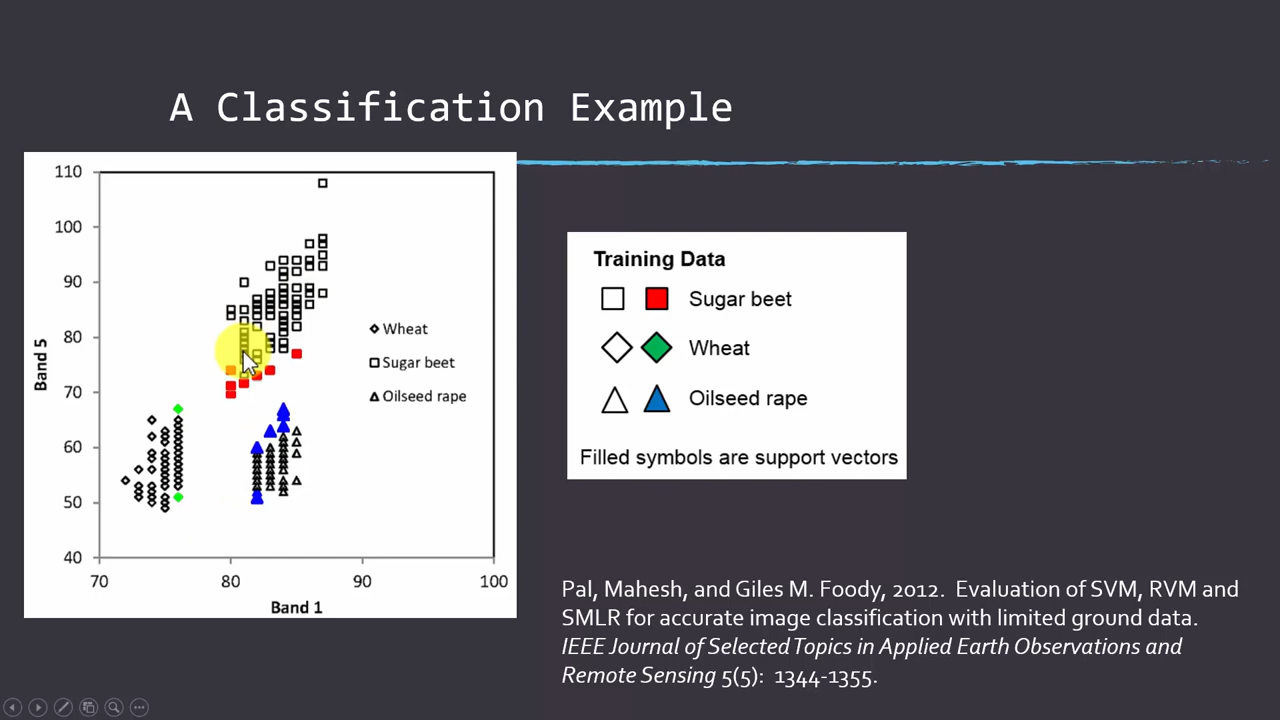 A Classification Example
110
100
90
80
70
60
50
40
70 80 90 100
Band 5
Band 1
Wheat
Sugar beet
Oilseed rape
Training Data
Sugar beet
Wheat
Oilseed rape
Filled symbols are support vectors
Pal, Mahesh, and Giles M. Foody, 2012. Evaluation of SVM, RVM and
SMLR for accurate image classification with limited ground data.
IEEE Journal of Selected Topics in Applied Earth Observations and
Remote Sensing 5(5): 1344-1355.